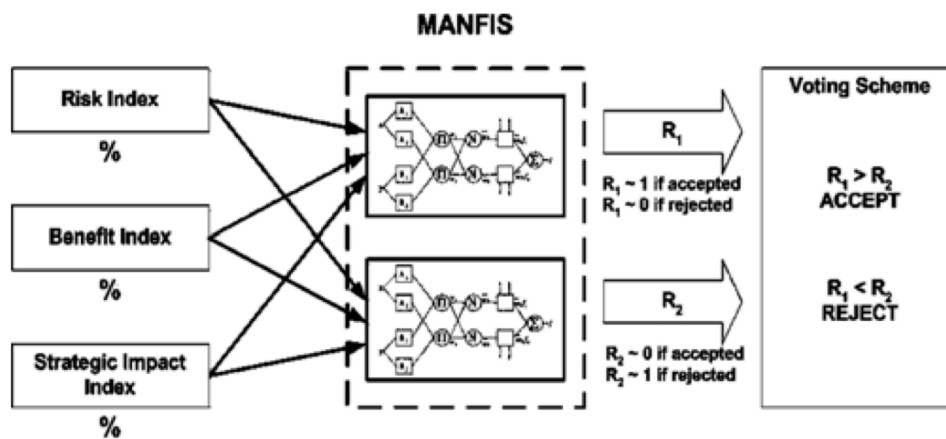 MANFIS
Risk Index
%
Benefit Index
%
Strategic Impact
Index
%
R₁
R₁ ~ 1 if accepted
R₁ ~ 0 if rejected
R₂
R₂ ~ 0 if accepted
R₂ ~ 1 if rejected
Voting Scheme
R₁ > R₂
ACCEPT
R₁ < R₂
REJECT